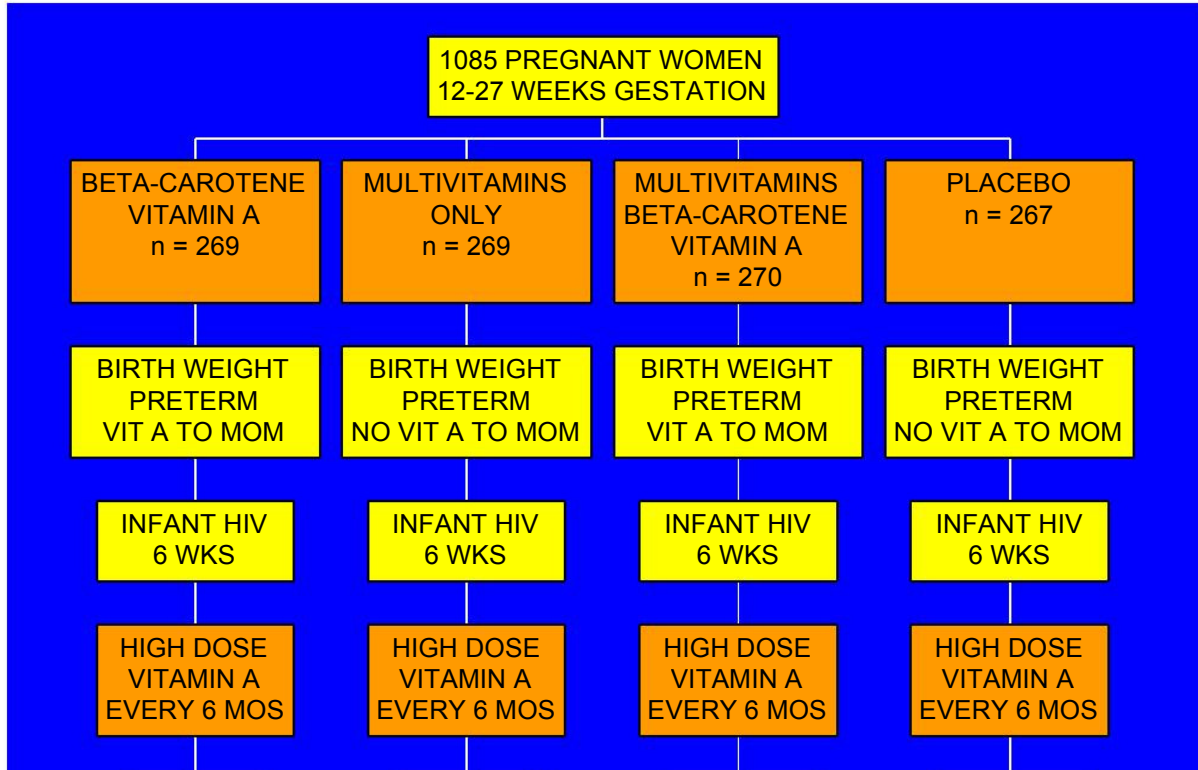 1085 PREGNANT WOMEN
12-27 WEEKS GESTATION
BETA-CAROTENE
VITAMIN A
n = 269
MULTIVITAMINS
ONLY
n = 269
MULTIVITAMINS
BETA-CAROTENE
VITAMIN A
n = 270
PLACEBO
n = 267
BIRTH WEIGHT
PRETERM
VIT A TO MOM
BIRTH WEIGHT
PRETERM
NO VIT A TO MOM
BIRTH WEIGHT
PRETERM
VIT A TO MOM
BIRTH WEIGHT
PRETERM
NO VIT A TO MOM
INFANT HIV
6 WKS
INFANT HIV
6 WKS
INFANT HIV
6 WKS
INFANT HIV
6 WKS
HIGH DOSE
VITAMIN A
EVERY 6 MOS
HIGH DOSE
VITAMIN A
EVERY 6 MOS
HIGH DOSE
VITAMIN A
EVERY 6 MOS
HIGH DOSE
VITAMIN A
EVERY 6 MOS